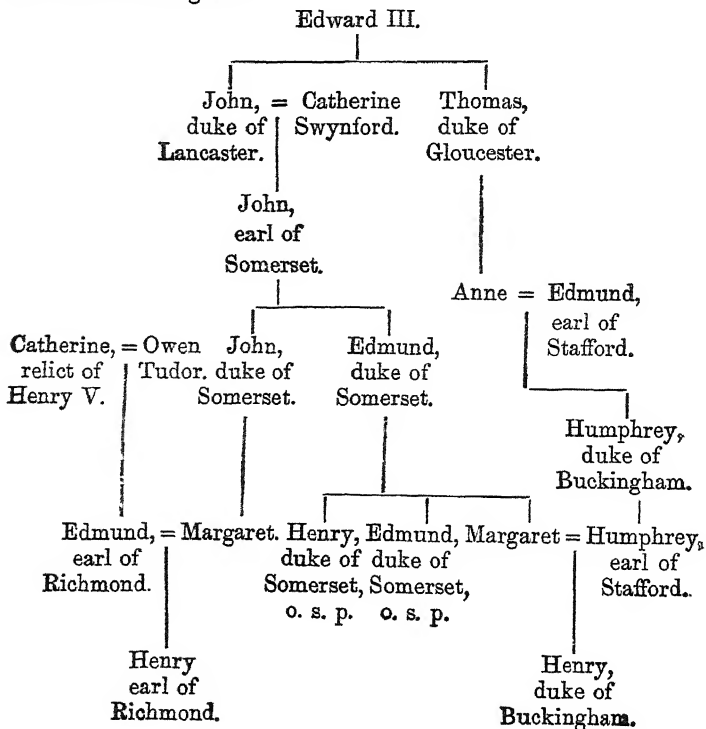 Edward III.
John, = Catherine Thomas,
duke of Swynford. duke of
Lancaster. Gloucester.
John,
earl of
Somerset.
Anne = Edmund,
earl of
Stafford.
Catherine, = Owen John, Edmund,
relict of Tudor. duke of duke of
Henry V. Somerset. Somerset.
Humphrey,
duke of
Buckingham.
Edmund, = Margaret. Henry, Edmund, Margaret = Humphrey,
earl of duke of duke of earl of
Richmond. Somerset, Somerset, Stafford.
o. s. p. o. s. p.
Henry Henry,
earl of duke of
Richmond. Buckingham.